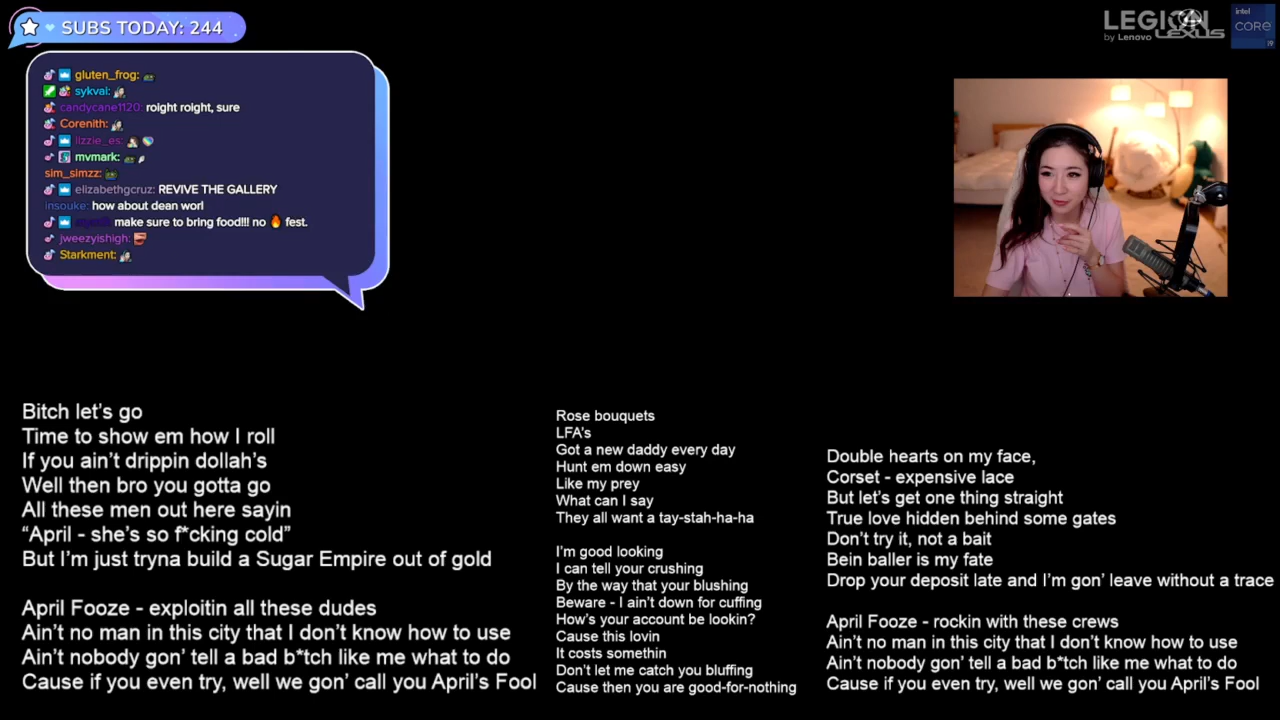 SUBS TODAY: 244
LEGION
by Lenovo
LEXUS
intel
CORE
i9
gluten_frog:
sykval:
candycane1120: roight roight, sure
Corenith:
lizzie_es:
mvmark:
sim_simzz:
elizabethgcruz: REVIVE THE GALLERY
insouke: how about dean worl
make sure to bring food!!! no 🔥 fest.
jweezyishigh:
Starkment:
Bitch let's go
Time to show em how I roll
If you ain't drippin dollah's
Well then bro you gotta go
All these men out here sayin
“April - she's so f*cking cold”
But I'm just tryna build a Sugar Empire out of gold
April Fooze - exploitin all these dudes
Ain't no man in this city that I don't know how to use
Ain't nobody gon' tell a bad b*tch like me what to do
Cause if you even try, well we gon' call you April's Fool
Rose bouquets
LFA's
Got a new daddy every day
Hunt em down easy
Like my prey
What can I say
They all want a tay-stah-ha-ha
I'm good looking
I can tell your crushing
By the way that your blushing
Beware - I ain't down for cuffing
How's your account be lookin?
Cause this lovin
It costs somethin
Don't let me catch you bluffing
Cause then you are good-for-nothing
Double hearts on my face,
Corset - expensive lace
But let's get one thing straight
True love hidden behind some gates
Don't try it, not a bait
Bein baller is my fate
Drop your deposit late and I'm gon' leave without a trace
April Fooze - rockin with these crews
Ain't no man in this city that I don't know how to use
Ain't nobody gon' tell a bad b*tch like me what to do
Cause if you even try, well we gon' call you April's Fool